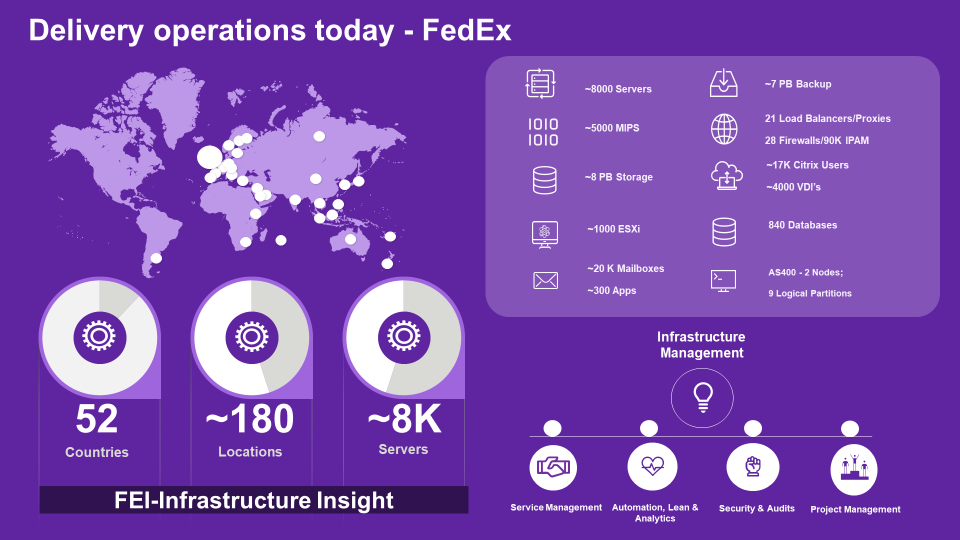 Delivery operations today - FedEx
~8000 Servers
~7 PB Backup
1010
1010
~5000 MIPS
21 Load Balancers/Proxies
28 Firewalls/90K IPAM
~8 PB Storage
~17K Citrix Users
~4000 VDI's
~1000 ESXi
840 Databases
~20 K Mailboxes
~300 Apps
AS400 - 2 Nodes;
9 Logical Partitions
52
Countries
~180
Locations
~8K
Servers
FEI-Infrastructure Insight
Infrastructure
Management
Service Management
Automation, Lean &
Analytics
Security & Audits
Project Management